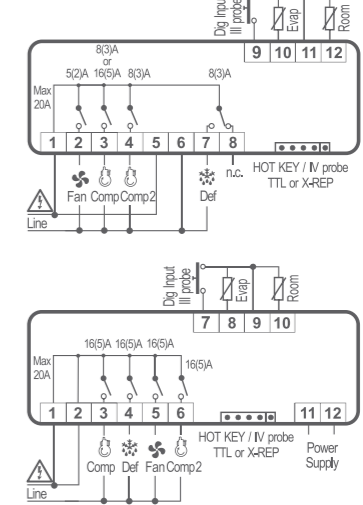 Dig Input
III probe
Evap
Room
9 10 11 12
8(3)A
or
5(2)A 16(5)A 8(3)A 8(3)A
Max
20A
1 2 3 4 5 6 7 8
n.c.
HOT KEY / IV probe
TTL or X-REP
Fan Comp Comp2 Def
Line
Dig Input
III probe
Evap
Room
7 8 9 10
16(5)A 16(5)A 16(5)A
16(5)A
Max
20A
1 2 3 4 5 6 11 12
HOT KEY / IV probe
TTL or X-REP
Comp Def Fan Comp2
Power
Supply
Line